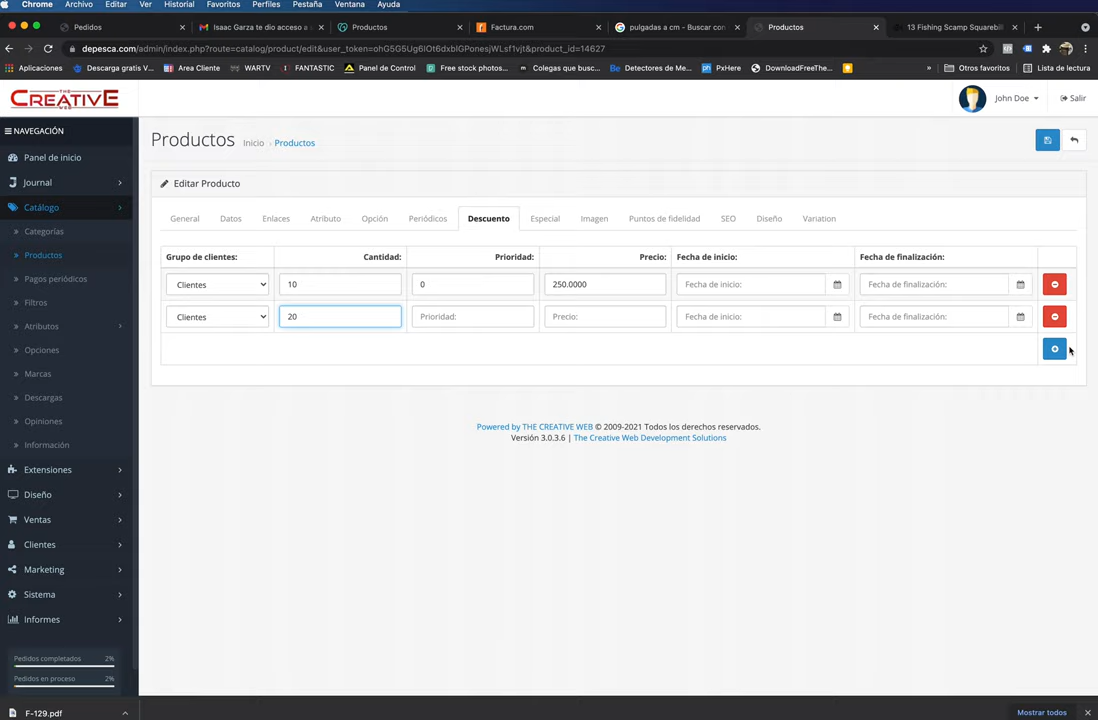 Chrome Archivo Editar Ver Historial Favoritos Perfiles Pestaña Ventana Ayuda
Pedidos
Isaac Garza te dio acceso a
Productos
Factura.com
pulgadas a cm - Buscar con
Productos
13 Fishing Scamp Squarebill
depesca.com/admin/index.php?route=catalog/product/edit&user_token=ohG5G5Ug6lOt6dxbIGPonesjWLsf1vjt&product_id=14627
Aplicaciones
Descarga gratis V...
Area Cliente
WARTV
FANTASTIC
Panel de Control
Free stock photos...
Colegas que busc...
Detectores de Me...
PxHere
DownloadFreeThe...
»
Otros favoritos
Lista de lectura
THE CREATIVE WEB
John Doe
Salir
NAVEGACIÓN
Productos Inicio › Productos
Panel de inicio
Journal
Editar Producto
Catálogo
General Datos Enlaces Atributo Opción Periódicos Descuento Especial Imagen Puntos de fidelidad SEO Diseño Variation
» Categorías
» Productos
» Pagos periódicos
» Filtros
» Atributos
» Opciones
» Marcas
» Descargas
» Opiniones
» Información
Grupo de clientes: Cantidad: Prioridad: Precio: Fecha de inicio: Fecha de finalización:
Clientes 10 0 250.0000 Fecha de inicio: Fecha de finalización:
Clientes 20 Prioridad: Precio: Fecha de inicio: Fecha de finalización:
Powered by THE CREATIVE WEB © 2009-2021 Todos los derechos reservados.
Versión 3.0.3.6 | The Creative Web Development Solutions
Extensiones
Diseño
Ventas
Clientes
Marketing
Sistema
Informes
Pedidos completados 2%
Pedidos en proceso 2%
F-129.pdf
Mostrar todos